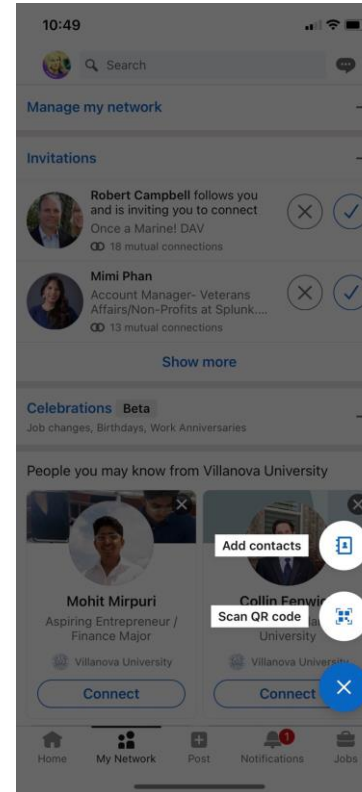 10:49
Search
Manage my network
Invitations
Robert Campbell follows you
and is inviting you to connect
Once a Marine! DAV
18 mutual connections
Mimi Phan
Account Manager- Veterans
Affairs/Non-Profits at Splunk....
13 mutual connections
Show more
Celebrations Beta
Job changes, Birthdays, Work Anniversaries
People you may know from Villanova University
Add contacts
Mohit Mirpuri
Aspiring Entrepreneur /
Finance Major
Villanova University
Connect
Collin Fenwic
Scan QR code
University
Villanova University
Connect
1
Home
My Network
Post
Notifications
Jobs